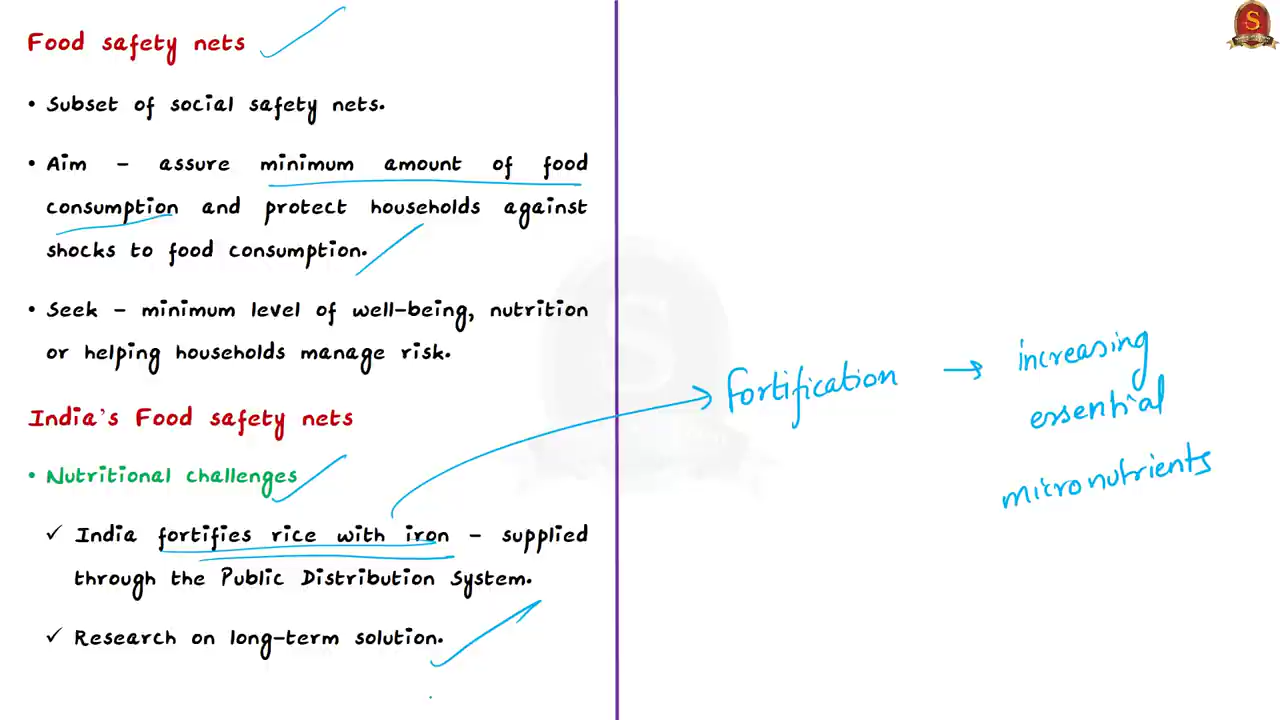 Food safety nets
• Subset of social safety nets.
• Aim – assure minimum amount of food
consumption and protect households against
shocks to food consumption.
• Seek – minimum level of well-being, nutrition
or helping households manage risk.
India's Food safety nets
• Nutritional challenges
✓ India fortifies rice with iron – supplied
through the Public Distribution System.
✓ Research on long-term solution.
Fortification → increasing
essential
micronutrients
S
S